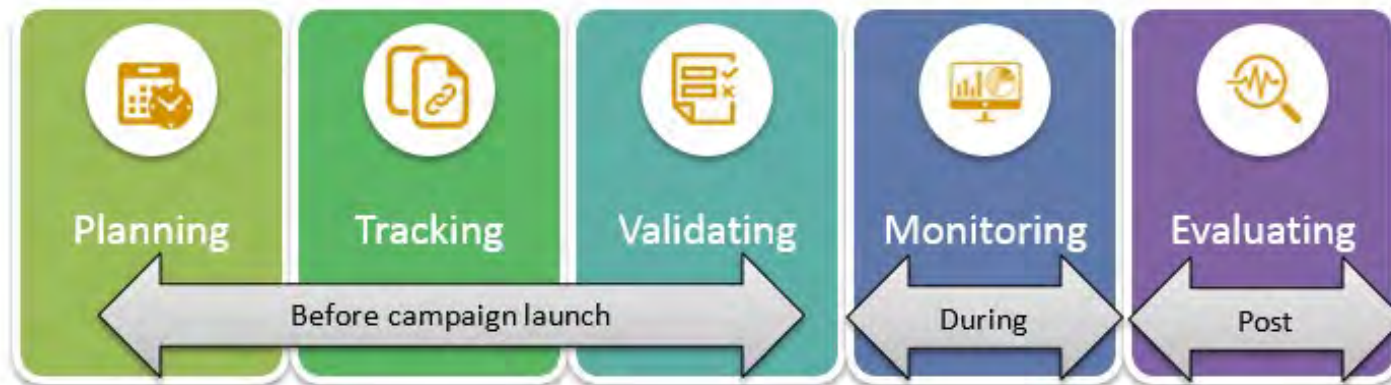 Planning
Tracking
Validating
Monitoring
Evaluating
Before campaign launch
During
Post